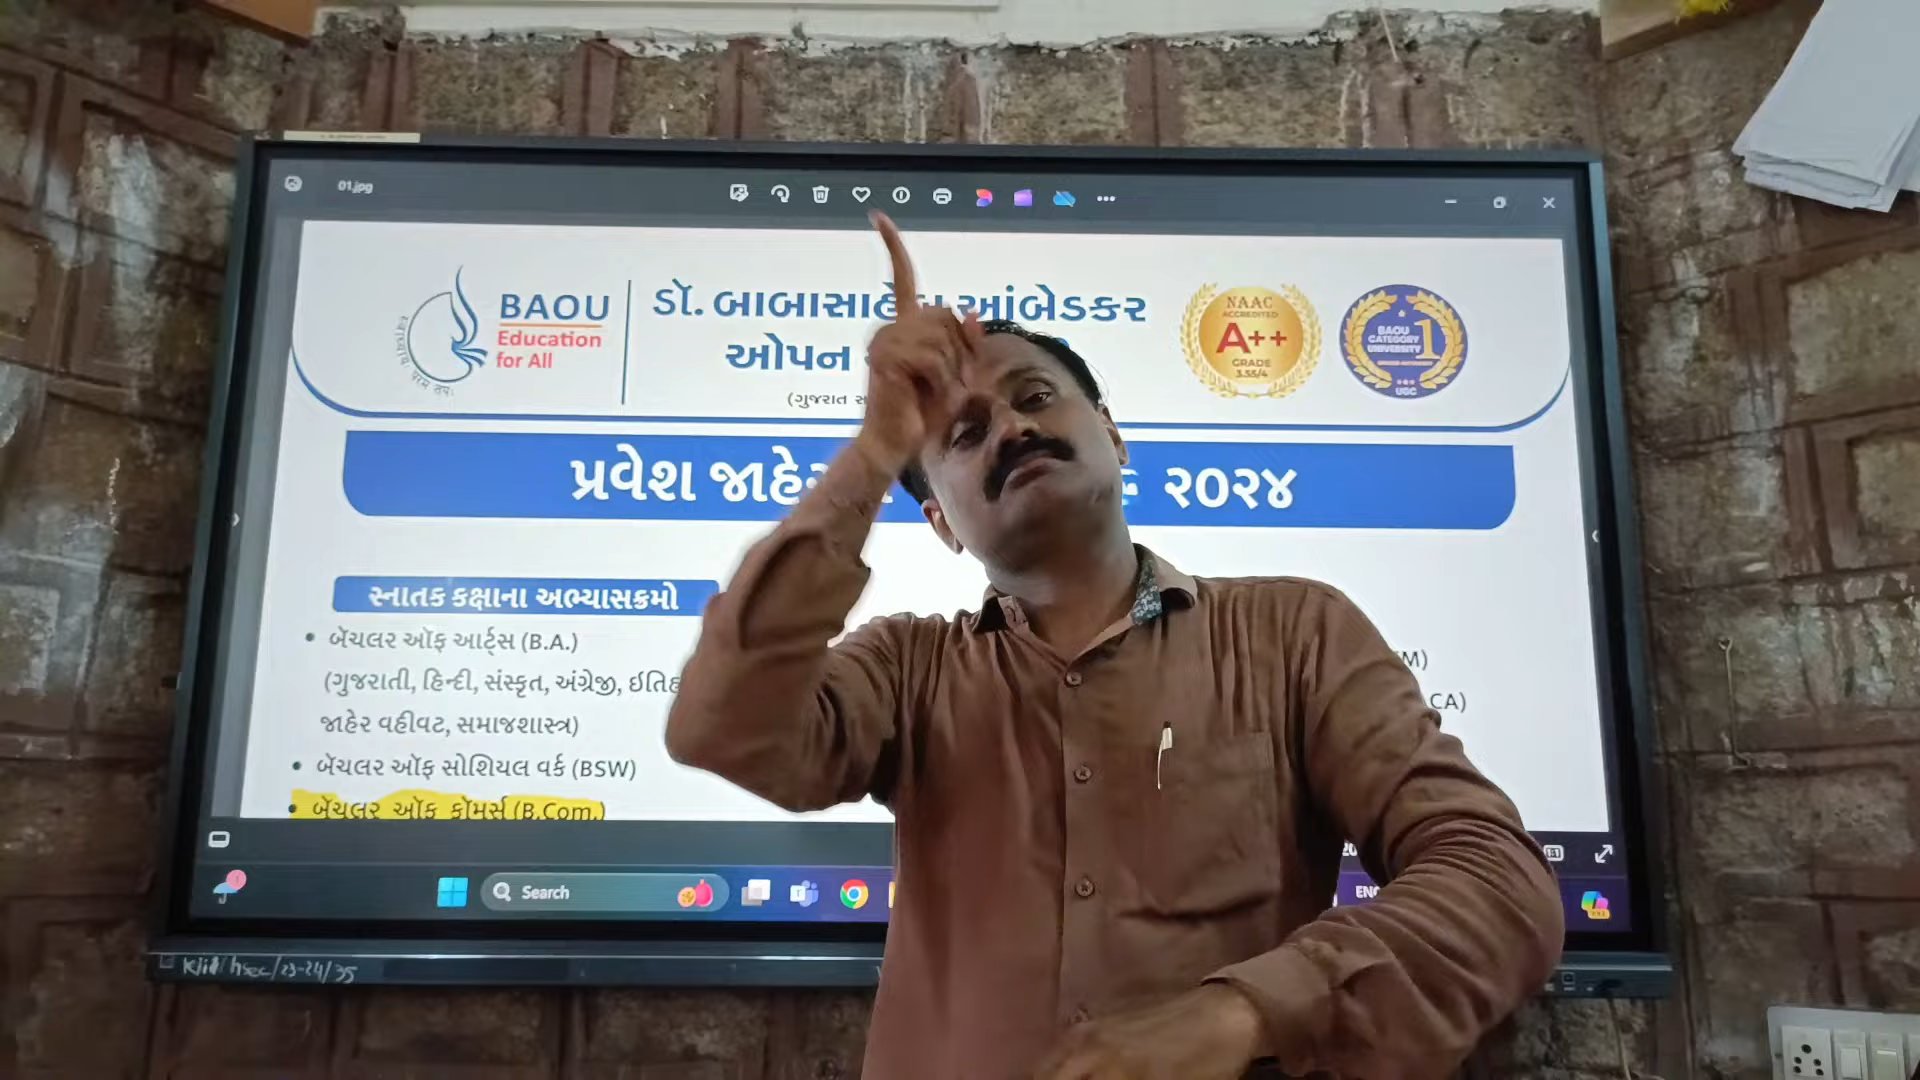 01.jpg
BAOU
Education
for All
ડૉ. બાબાસાહેબ આંબેડકર
ઓપન
(ગુજરાત
NAAC
ACCREDITED
A++
GRADE
3.55/4
BAOU
CATEGORY
UNIVERSITY
1
UGC
પ્રવેશ
૨૦૨૪
સ્નાતક કક્ષાના અભ્યાસક્રમો
• બૅચલર ઑફ આર્ટ્સ (B.A.)
(ગુજરાતી, હિન્દી, સંસ્કૃત, અંગ્રેજી,
જાહેર વહીવટ, સમાજશાસ્ત્ર)
• બૅચલર ઑફ સોશિયલ વર્ક (BSW)
• બૅચલર ઑફ કૉમર્સ (B.Com.)
M)
CA)
Search
ENG